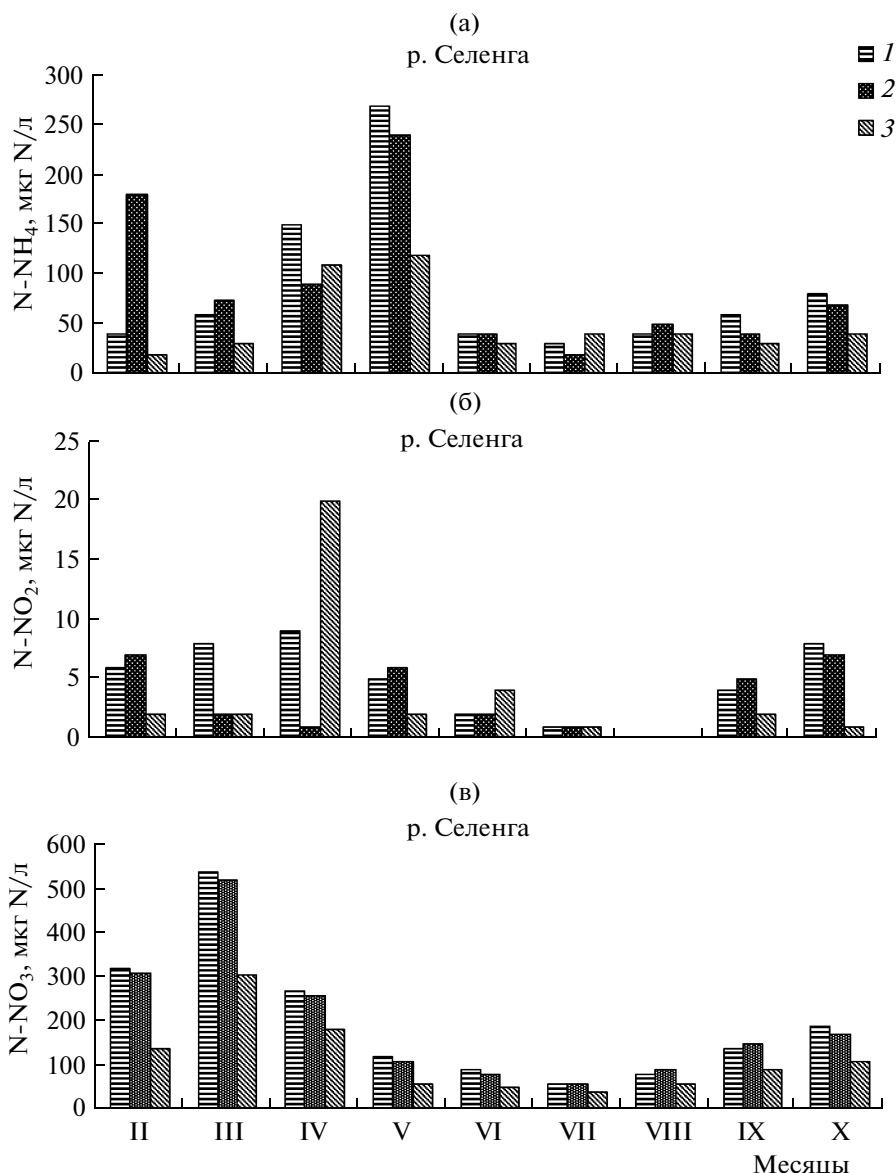 (а)
р. Селенга
1
2
3
N-NH₄, мкг N/л
300
250
200
150
100
50
0
(б)
р. Селенга
N-NO₂, мкг N/л
25
20
15
10
5
0
(в)
р. Селенга
N-NO₃, мкг N/л
600
500
400
300
200
100
0
II III IV V VI VII VIII IX X
Месяцы